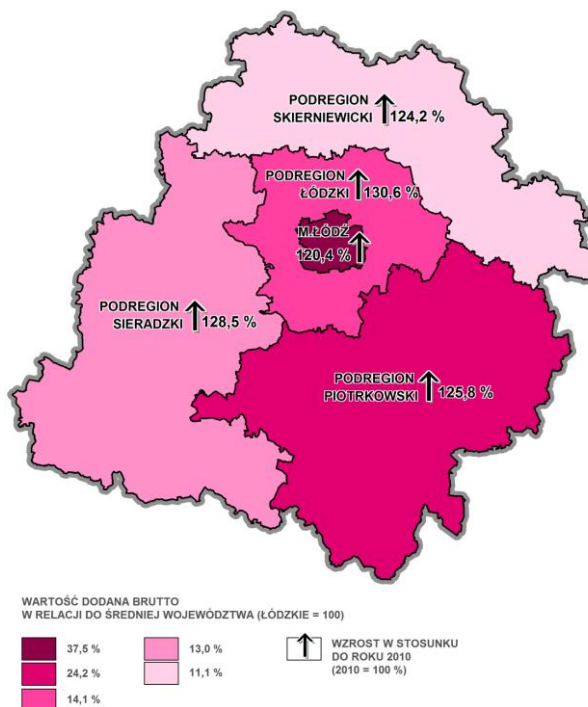 PODREGION
SKIERNIEWICKI 124,2 %
PODREGION
ŁÓDZKI 130,6 %
M.ŁÓDŹ
120,4 %
PODREGION
SIERADZKI 128,5 %
PODREGION
PIOTRKOWSKI 125,8 %
WARTOŚĆ DODANA BRUTTO
W RELACJI DO ŚREDNIEJ WOJEWÓDZTWA (ŁÓDZKIE = 100)
37,5 %
24,2 %
14,1 %
13,0 %
11,1 %
WZROST W STOSUNKU
DO ROKU 2010
(2010 = 100 %)